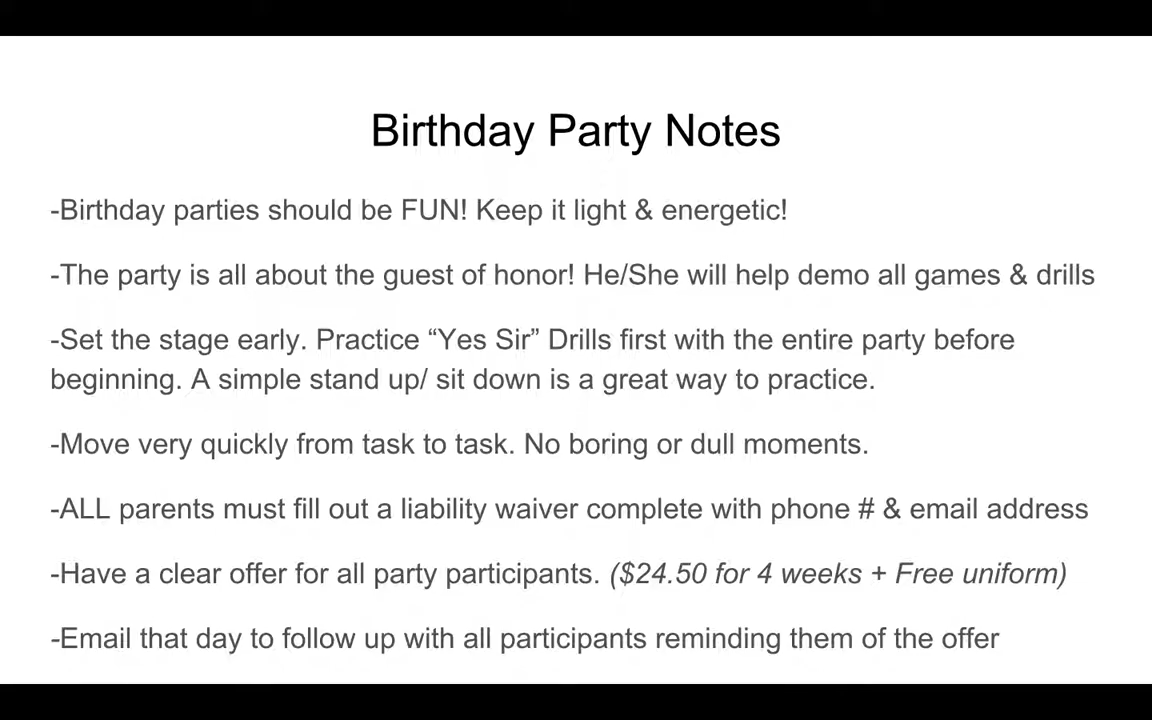 Birthday Party Notes
-Birthday parties should be FUN! Keep it light & energetic!
-The party is all about the guest of honor! He/She will help demo all games & drills
-Set the stage early. Practice “Yes Sir” Drills first with the entire party before
beginning. A simple stand up/ sit down is a great way to practice.
-Move very quickly from task to task. No boring or dull moments.
-ALL parents must fill out a liability waiver complete with phone # & email address
-Have a clear offer for all party participants. ($24.50 for 4 weeks + Free uniform)
-Email that day to follow up with all participants reminding them of the offer